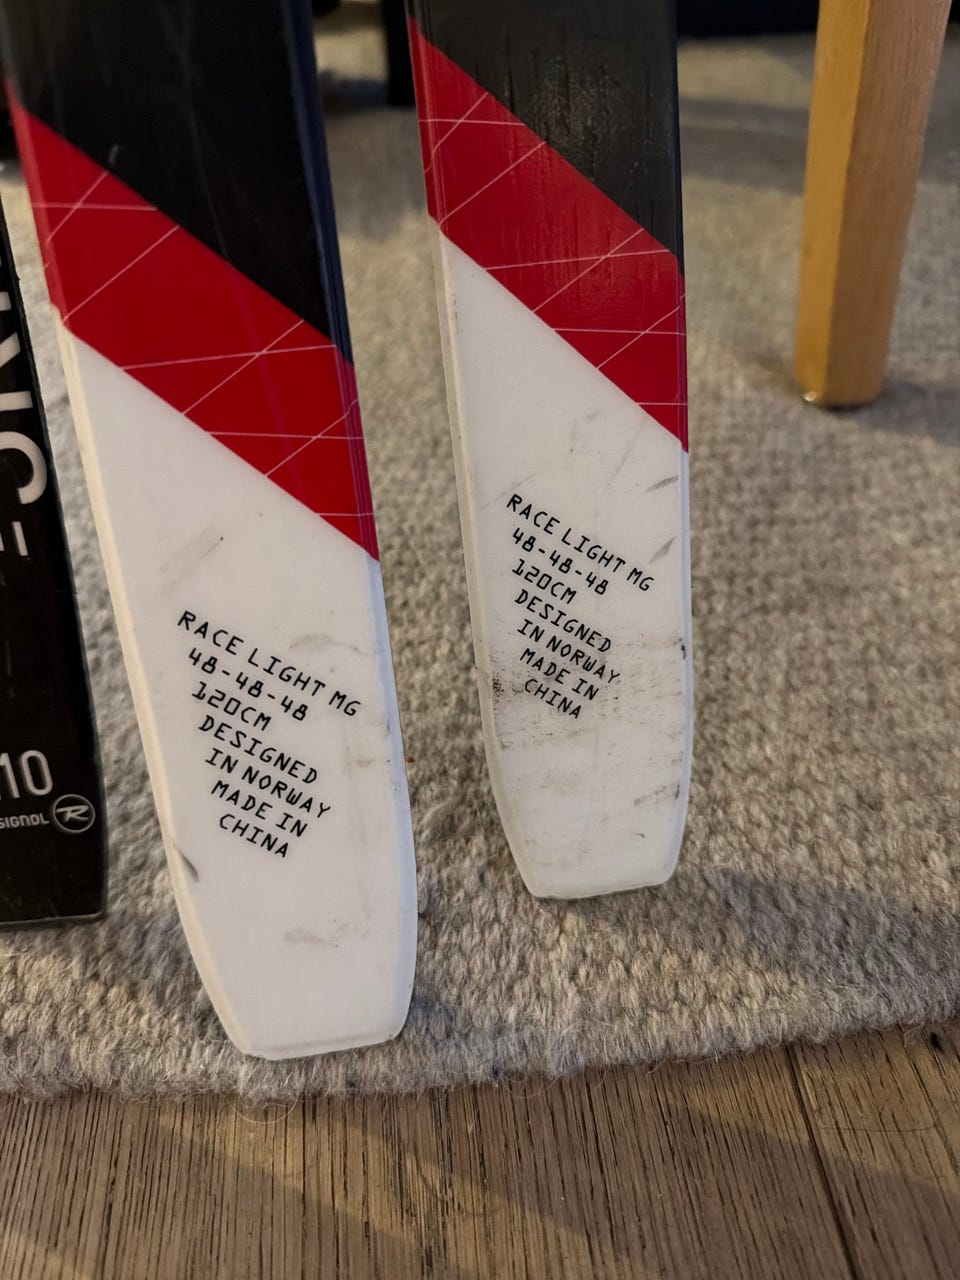 RACE LIGHT MG
48-48-48
120CM
DESIGNED
IN NORWAY
MADE IN
CHINA
RACE LIGHT MG
48-48-48
120CM
DESIGNED
IN NORWAY
MADE IN
CHINA
10
R